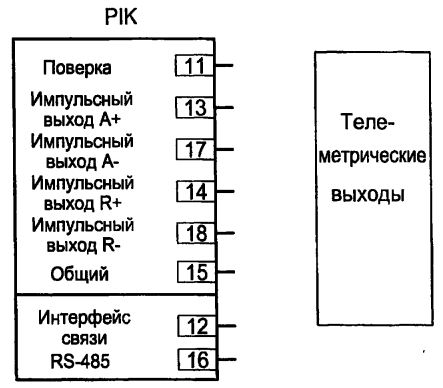 PIK
Поверка 11
Импульсный
выход A+ 13
Импульсный
выход A- 17
Импульсный
выход R+ 14
Импульсный
выход R- 18
Общий 15
Интерфейс
связи 12
RS-485 16
Теле-
метрические
выходы